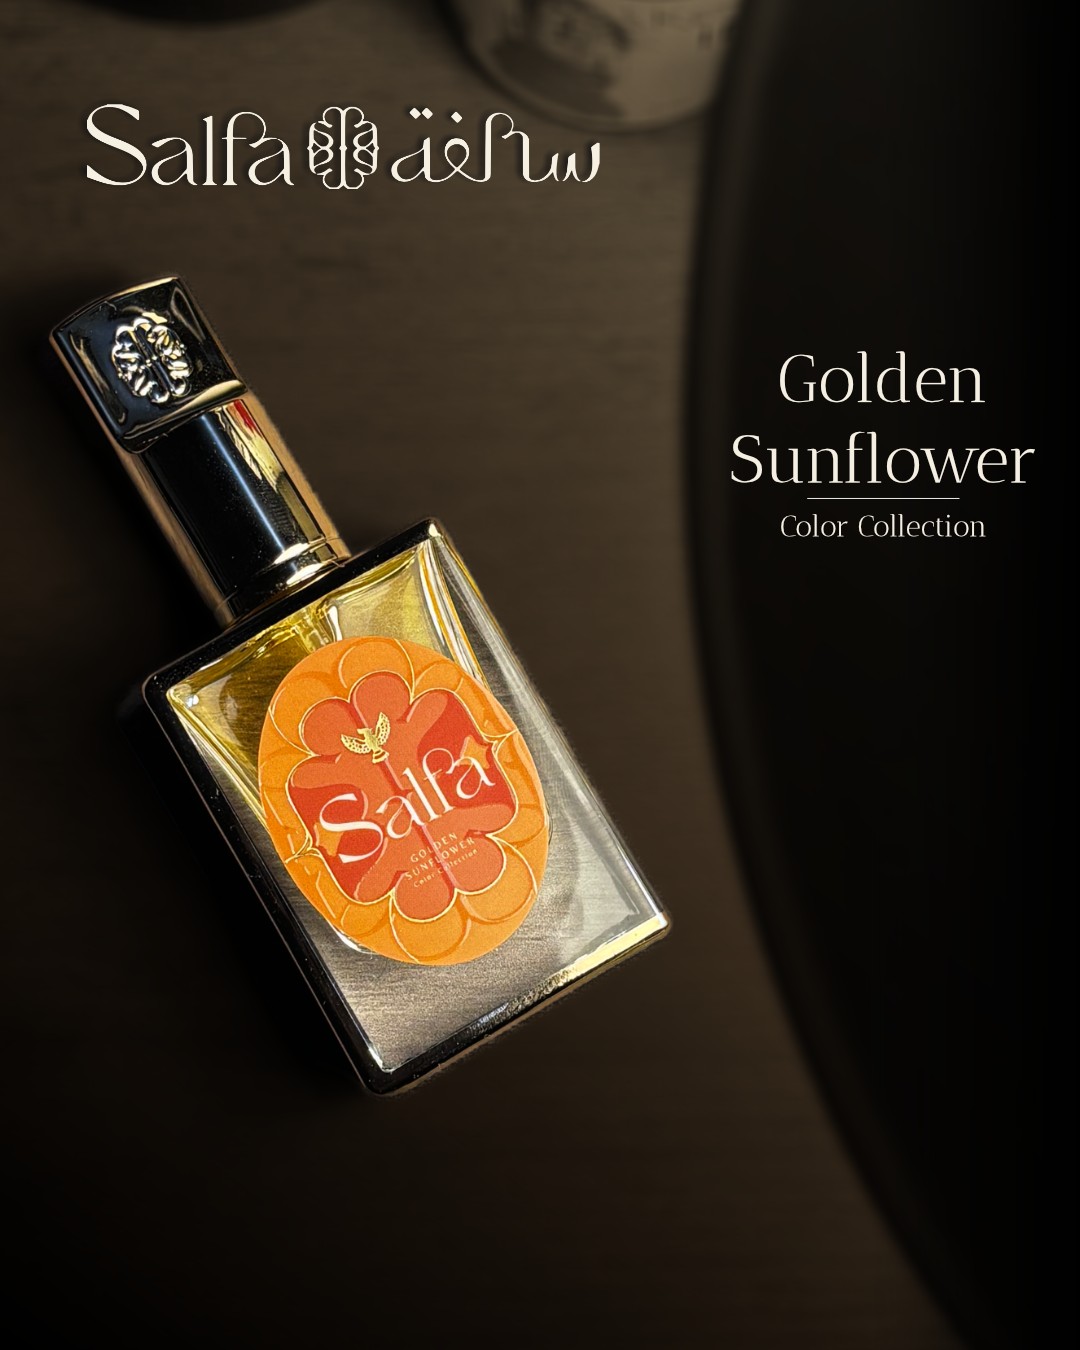 Salfa سالفة
Golden
Sunflower
Color Collection
Salfa
GOLDEN
SUNFLOWER
Color Collection